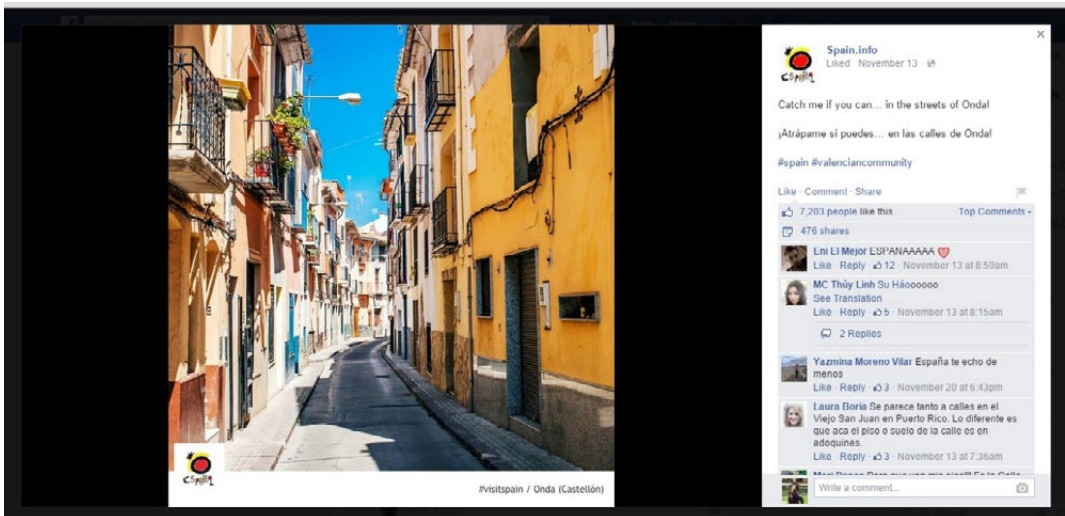 ESPAÑA
#visitspain / Onda (Castellón)
ESPAÑA
Spain.info
Liked · November 13
Catch me if you can... in the streets of Onda!
¡Atrápame si puedes... en las calles de Onda!
#spain #valenciancommunity
Like · Comment · Share
7,203 people like this.
Top Comments
476 shares
Eni El Mejor ESPANAAAAA
Like · Reply · 12 · November 13 at 8:59am
MC Thùy Linh Su Háoooooo
See Translation
Like · Reply · 5 · November 13 at 8:15am
2 Replies
Yazmina Moreno Vilar España te echo de
menos
Like · Reply · 3 · November 20 at 6:43pm
Laura Boria Se parece tanto a calles en el
Viejo San Juan en Puerto Rico. Lo diferente es
que aca el piso o suelo de la calle es en
adoquines.
Like · Reply · 3 · November 13 at 7:36am
Write a comment...